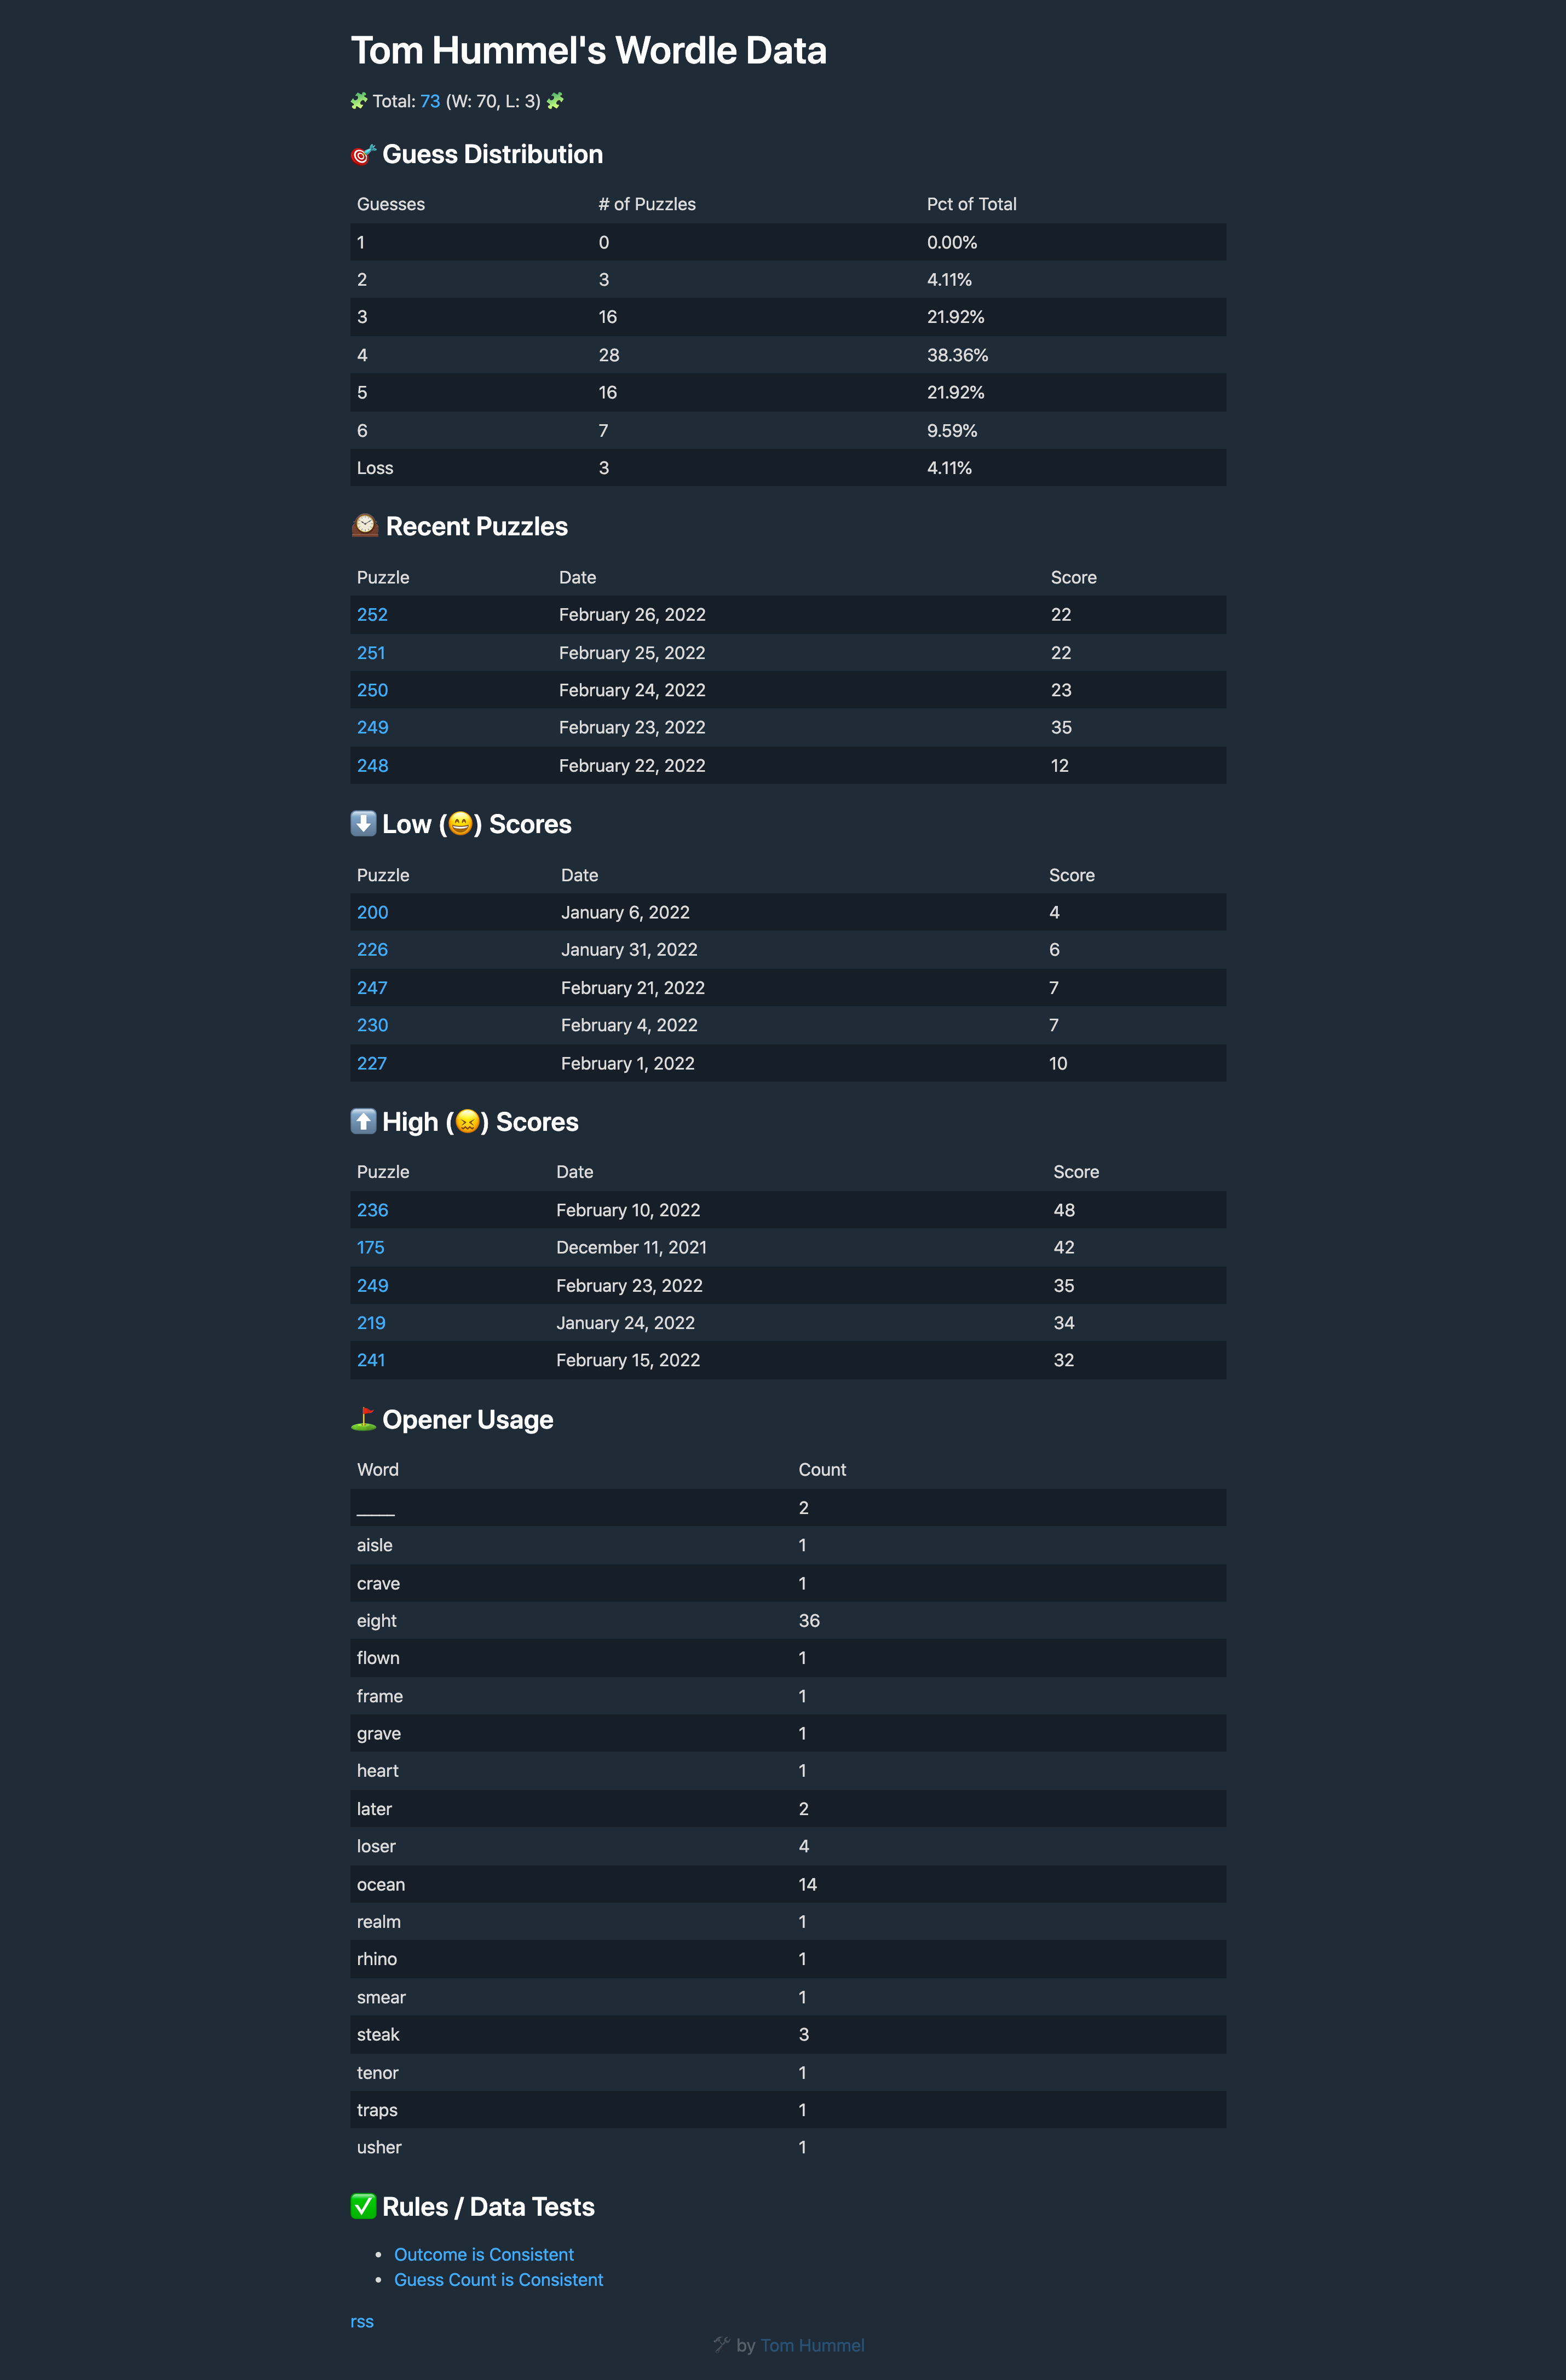 Tom Hummel's Wordle Data
🧩 Total: 73 (W: 70, L: 3) 🧩
🎯 Guess Distribution
Guesses # of Puzzles Pct of Total
1 0 0.00%
2 3 4.11%
3 16 21.92%
4 28 38.36%
5 16 21.92%
6 7 9.59%
Loss 3 4.11%
🕰️ Recent Puzzles
Puzzle Date Score
252 February 26, 2022 22
251 February 25, 2022 22
250 February 24, 2022 23
249 February 23, 2022 35
248 February 22, 2022 12
⬇️ Low (😄) Scores
Puzzle Date Score
200 January 6, 2022 4
226 January 31, 2022 6
247 February 21, 2022 7
230 February 4, 2022 7
227 February 1, 2022 10
⬆️ High (😖) Scores
Puzzle Date Score
236 February 10, 2022 48
175 December 11, 2021 42
249 February 23, 2022 35
219 January 24, 2022 34
241 February 15, 2022 32
⛳ Opener Usage
Word Count
_____ 2
aisle 1
crave 1
eight 36
flown 1
frame 1
grave 1
heart 1
later 2
loser 4
ocean 14
realm 1
rhino 1
smear 1
steak 3
tenor 1
traps 1
usher 1
✅ Rules / Data Tests
• Outcome is Consistent
• Guess Count is Consistent
rss
🛠 by Tom Hummel